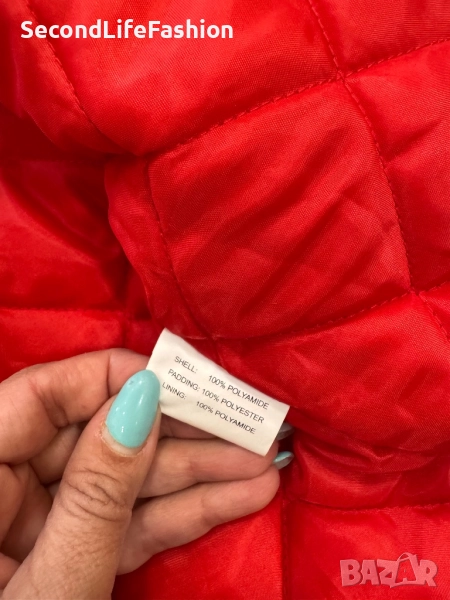 SecondLifeFashion
SHELL: 100% POLYAMIDE
PADDING: 100% POLYESTER
LINING: 100% POLYAMIDE
BAZAR